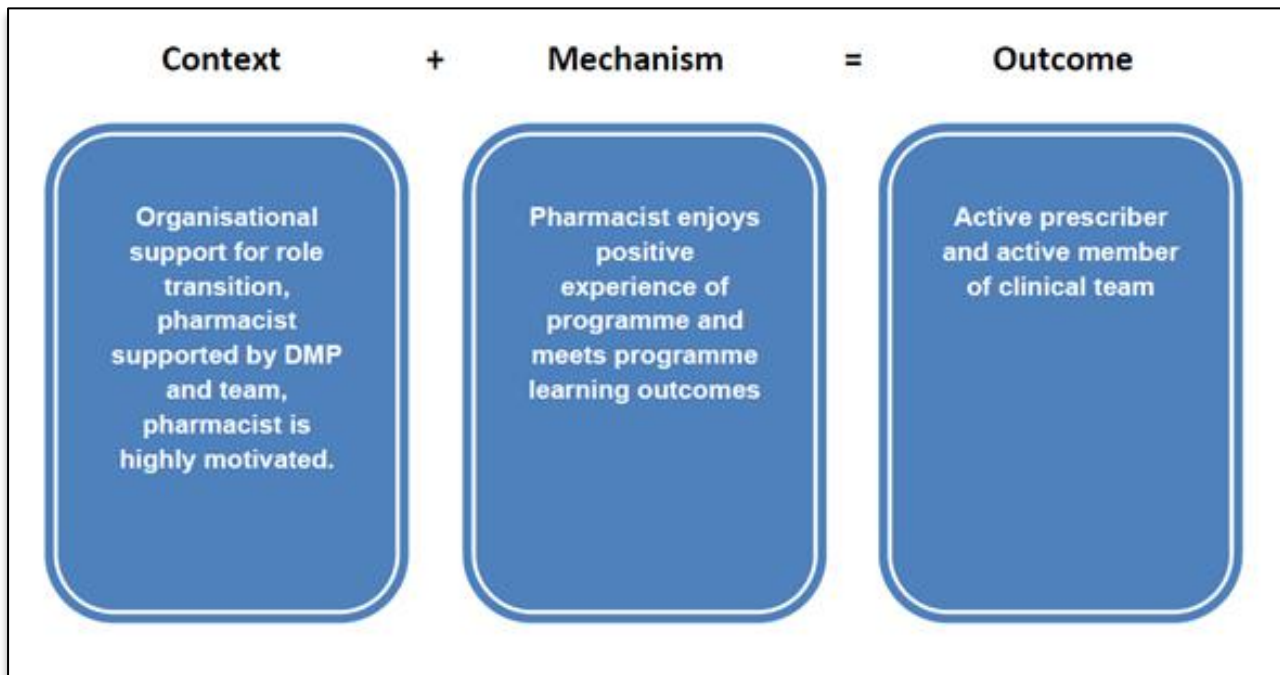 Context + Mechanism = Outcome
Organisational
support for role
transition,
pharmacist
supported by DMP
and team,
pharmacist is
highly motivated.
Pharmacist enjoys
positive
experience of
programme and
meets programme
learning outcomes
Active prescriber
and active member
of clinical team